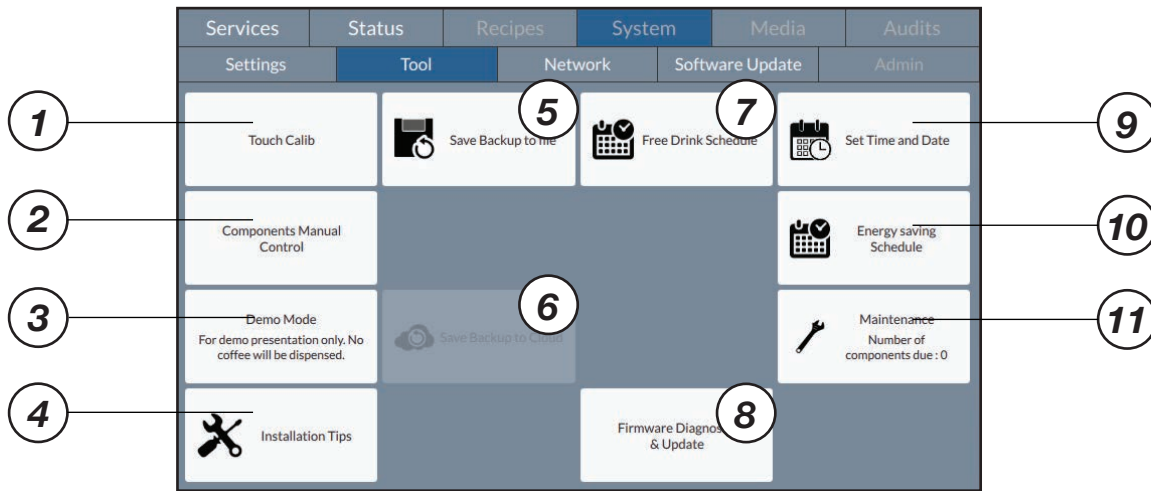 Services Status Recipes System Media Audits
Settings Tool Network Software Update Admin
1
Touch Calib
5
Save Backup to file
7
Free Drink Schedule
Set Time and Date
9
2
Components Manual
Control
Energy saving
Schedule
10
3
Demo Mode
For demo presentation only. No
coffee will be dispensed.
6
Save Backup to Cloud
Maintenance
Number of
components due : 0
11
4
Installation Tips
8
Firmware Diagnos
& Update